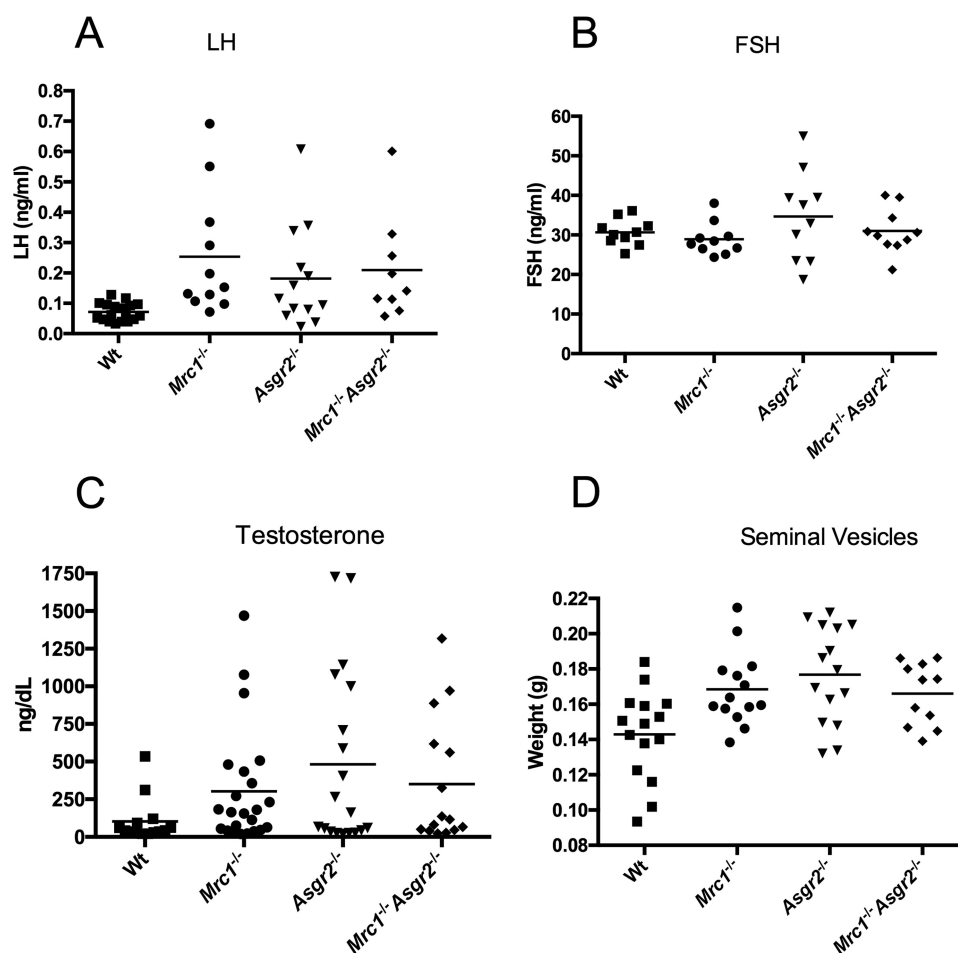 A
LH
LH (ng/ml)
0.8
0.7
0.6
0.5
0.4
0.3
0.2
0.1
0.0
Wt
Mrc1-/-
Asgr2-/-
Mrc1-/- Asgr2-/-
B
FSH
FSH (ng/ml)
60
50
40
30
20
10
0
Wt
Mrc1-/-
Asgr2-/-
Mrc1-/- Asgr2-/-
C
Testosterone
ng/dL
1750
1500
1250
1000
750
500
250
0
Wt
Mrc1-/-
Asgr2-/-
Mrc1-/- Asgr2-/-
D
Seminal Vesicles
Weight (g)
0.22
0.20
0.18
0.16
0.14
0.12
0.10
0.08
Wt
Mrc1-/-
Asgr2-/-
Mrc1-/- Asgr2-/-